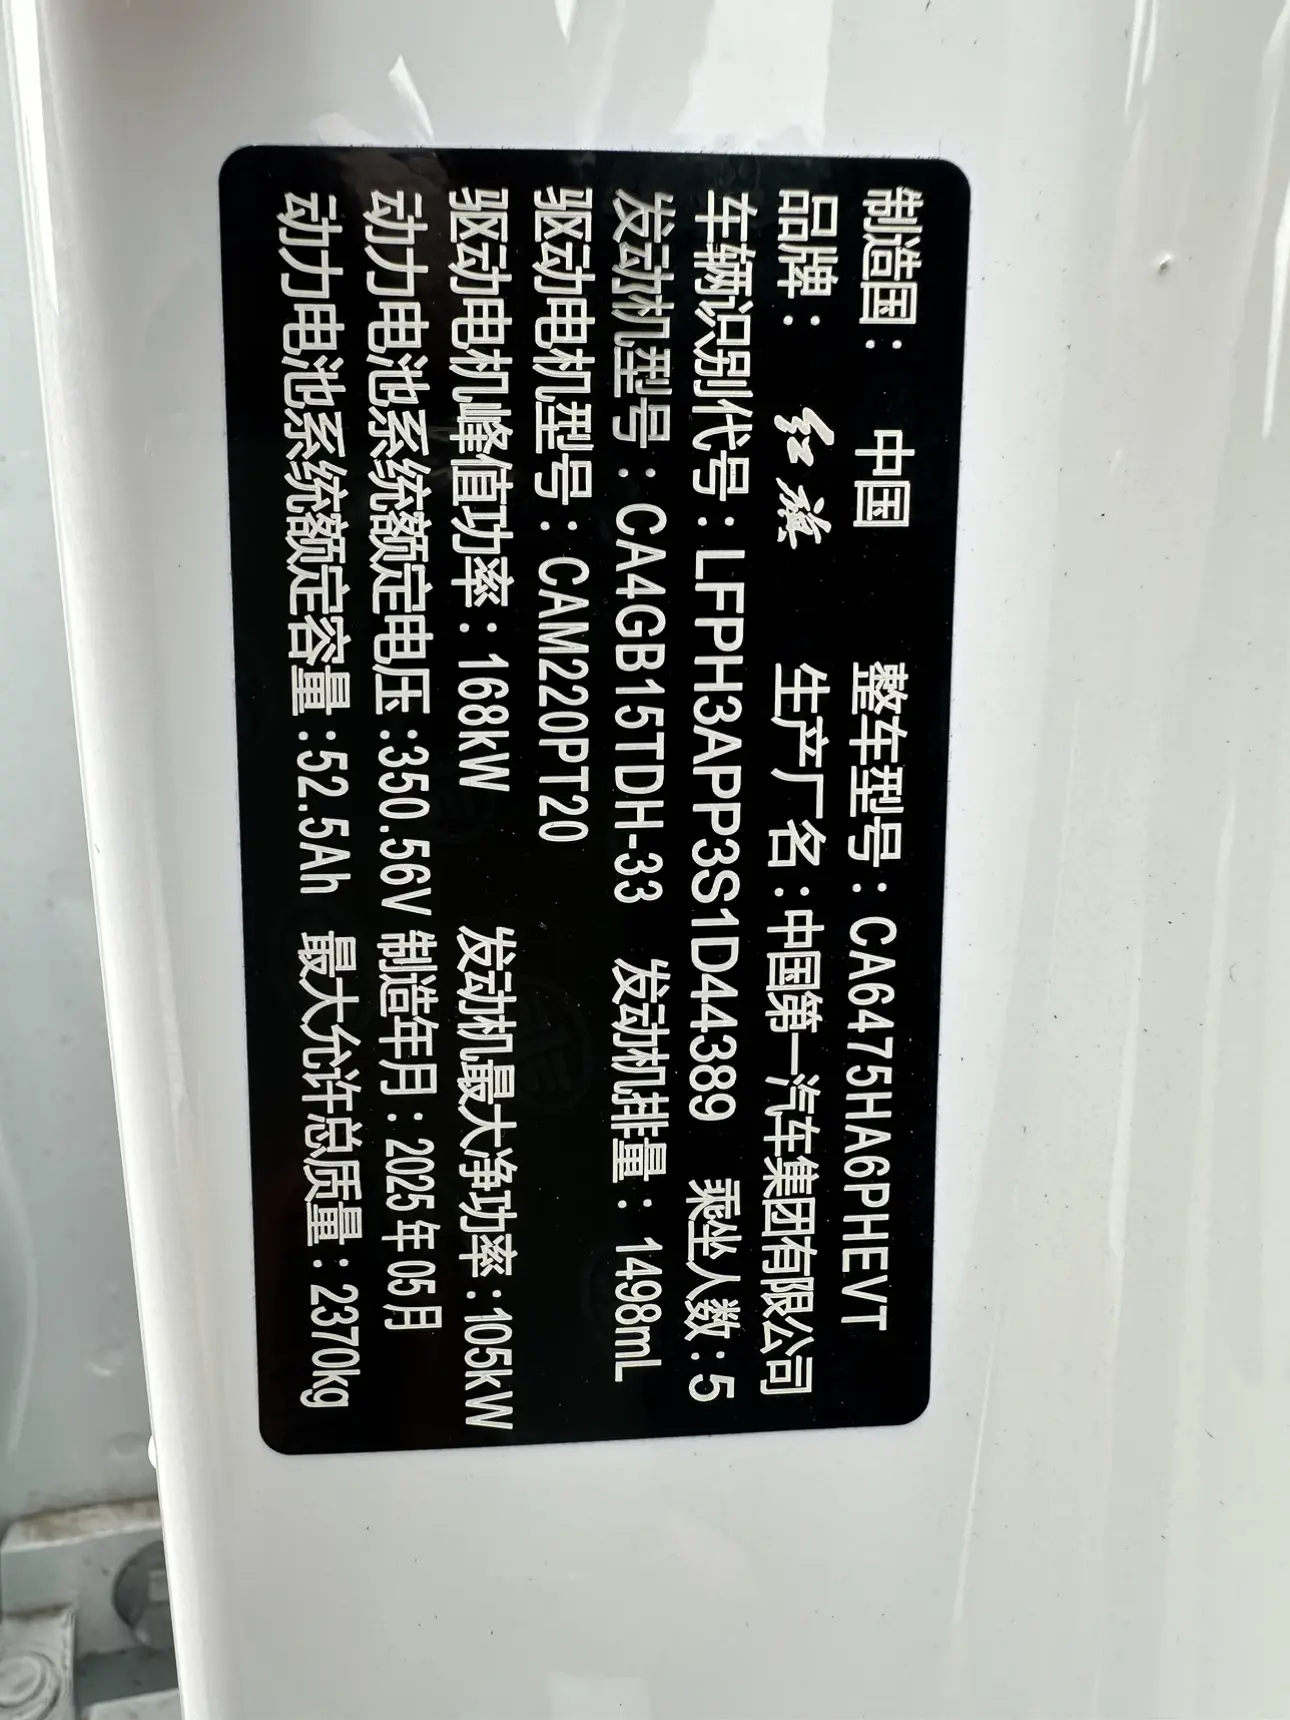 制造国： 中国 整车型号：CA6475HA6PHEVT
品牌： 红旗 生产厂名：中国第一汽车集团有限公司
车辆识别代号：LFPH3APP3S1D44389 乘坐人数：5
发动机型号：CA4GB15TDH-33 发动机排量：1498mL
驱动电机型号：CAM220PT20
驱动电机峰值功率：168kW 发动机最大净功率：105kW
动力电池系统额定电压：350.56V 制造年月：2025年05月
动力电池系统额定容量：52.5Ah 最大允许总质量：2370kg